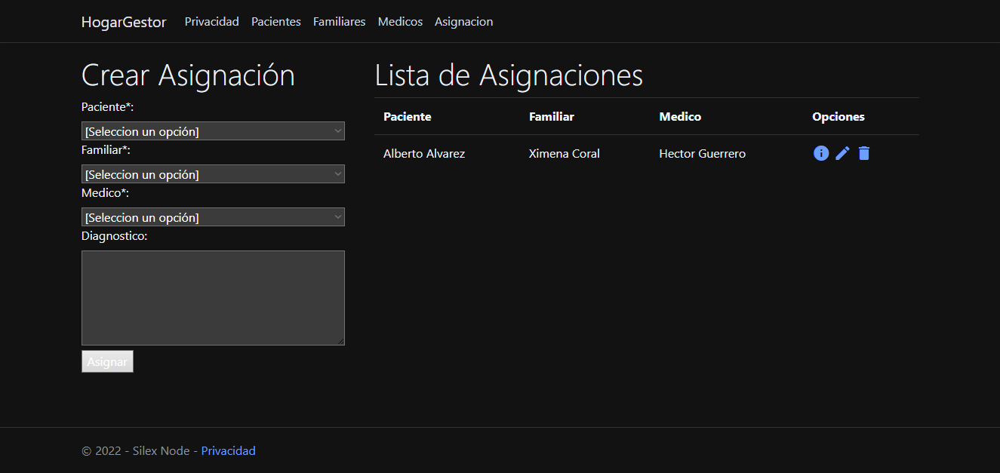 HogarGestor Privacidad Pacientes Familiares Medicos Asignacion
Crear Asignación
Paciente*:
[Seleccion un opción]
Familiar*:
[Seleccion un opción]
Medico*:
[Seleccion un opción]
Diagnostico:
Asignar
Lista de Asignaciones
Paciente Familiar Medico Opciones
Alberto Alvarez Ximena Coral Hector Guerrero
© 2022 - Silex Node - Privacidad